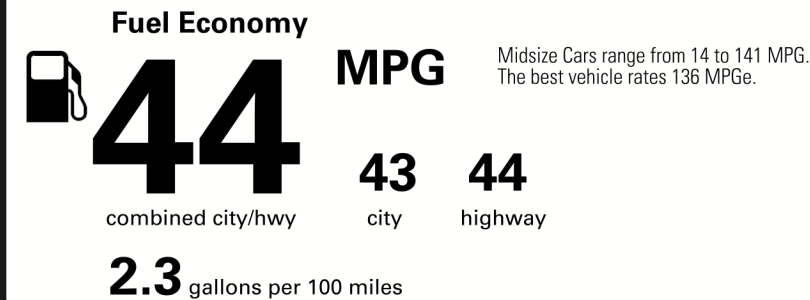 Fuel Economy
44 MPG
combined city/hwy
Midsize Cars range from 14 to 141 MPG.
The best vehicle rates 136 MPGe.
43 city
44 highway
2.3 gallons per 100 miles